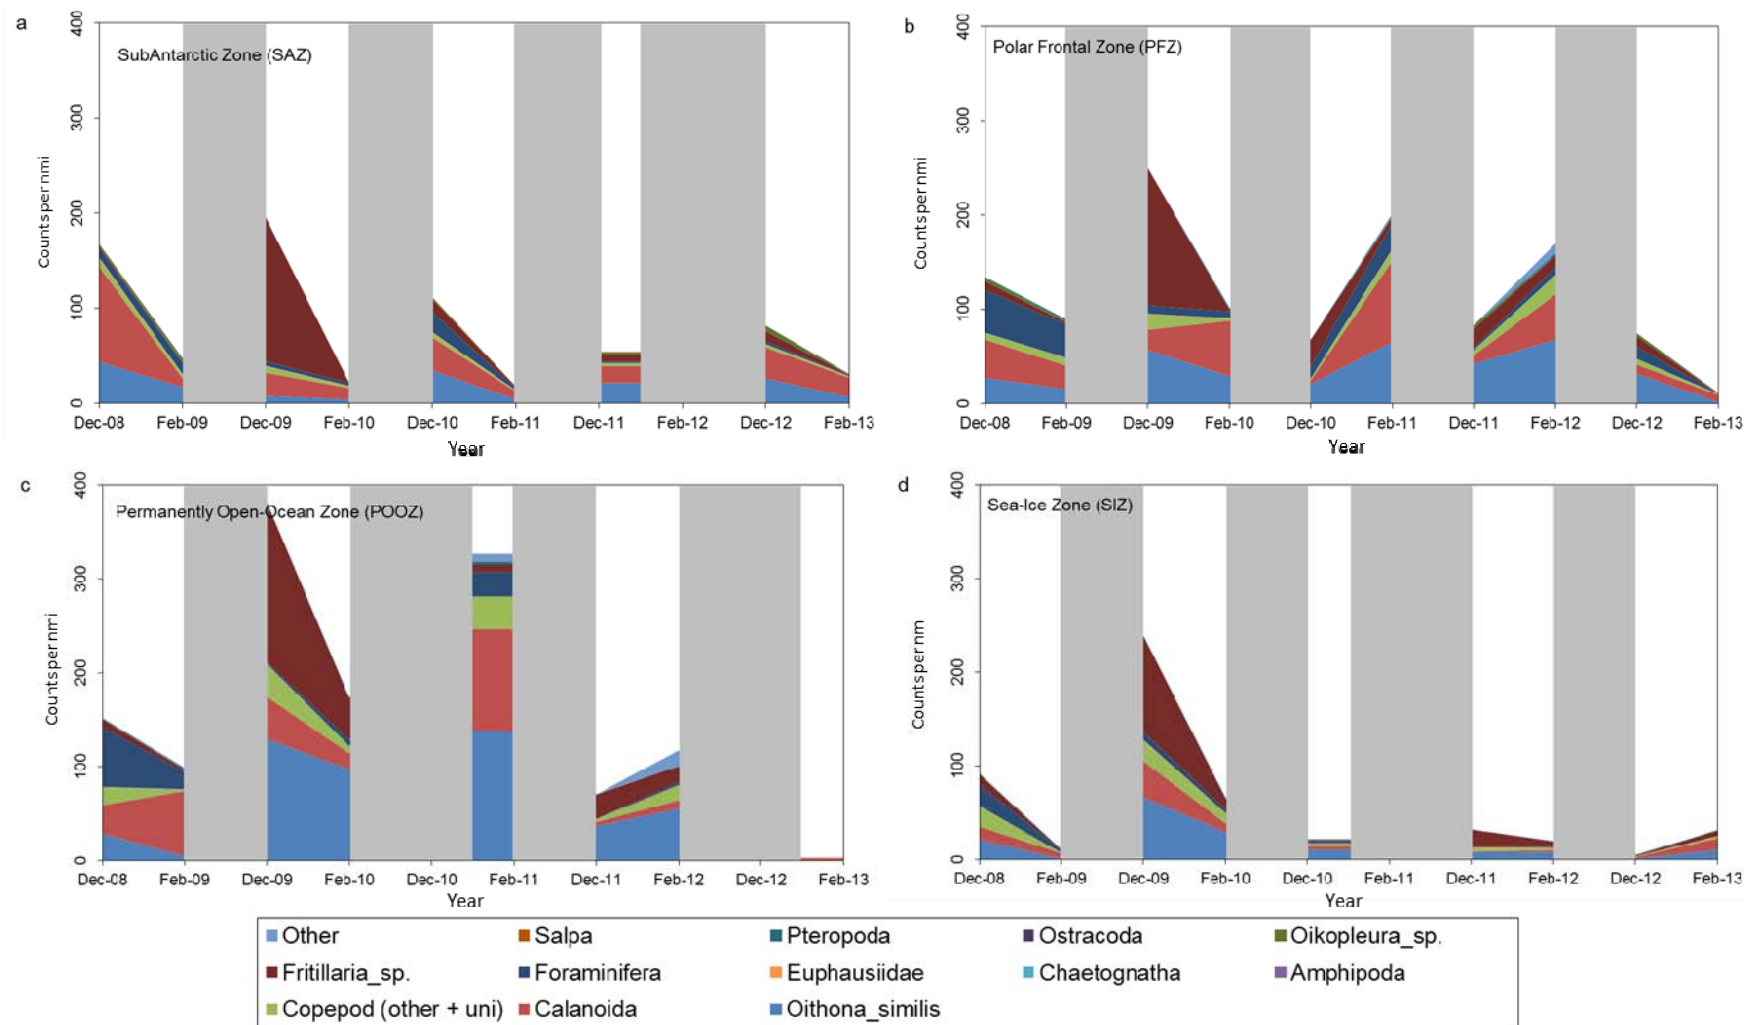 a
SubAntarctic Zone (SAZ)
Counts per nmi
400
300
200
100
0
Dec-08 Feb-09 Dec-09 Feb-10 Dec-10 Feb-11 Dec-11 Feb-12 Dec-12 Feb-13
Year
b
Polar Frontal Zone (PFZ)
Counts per nmi
400
300
200
100
0
Dec-08 Feb-09 Dec-09 Feb-10 Dec-10 Feb-11 Dec-11 Feb-12 Dec-12 Feb-13
Year
c
Permanently Open-Ocean Zone (POOZ)
Counts per nmi
400
300
200
100
0
Dec-08 Feb-09 Dec-09 Feb-10 Dec-10 Feb-11 Dec-11 Feb-12 Dec-12 Feb-13
Year
d
Sea-Ice Zone (SIZ)
Counts per nm
400
300
200
100
0
Dec-08 Feb-09 Dec-09 Feb-10 Dec-10 Feb-11 Dec-11 Feb-12 Dec-12 Feb-13
Year
Other Salpa Pteropoda Ostracoda Oikopleura_sp.
Fritillaria_sp. Foraminifera Euphausiidae Chaetognatha Amphipoda
Copepod (other + uni) Calanoida Oithona_similis